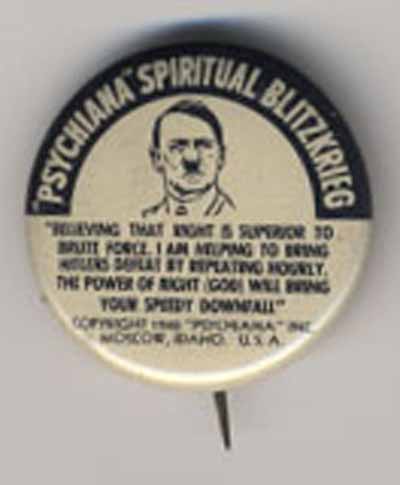 "PSYCHIANA" SPIRITUAL BLITZKRIEG
"BELIEVING THAT RIGHT IS SUPERIOR TO
BRUTE FORCE, I AM HELPING TO BRING
HITLERS DEFEAT BY REPEATING HOURLY,
THE POWER OF RIGHT (GOD) WILL BRING
YOUR SPEEDY DOWNFALL"
COPYRIGHT "PSYCHIANA" INC.
MOSCOW, IDAHO. U.S.A.